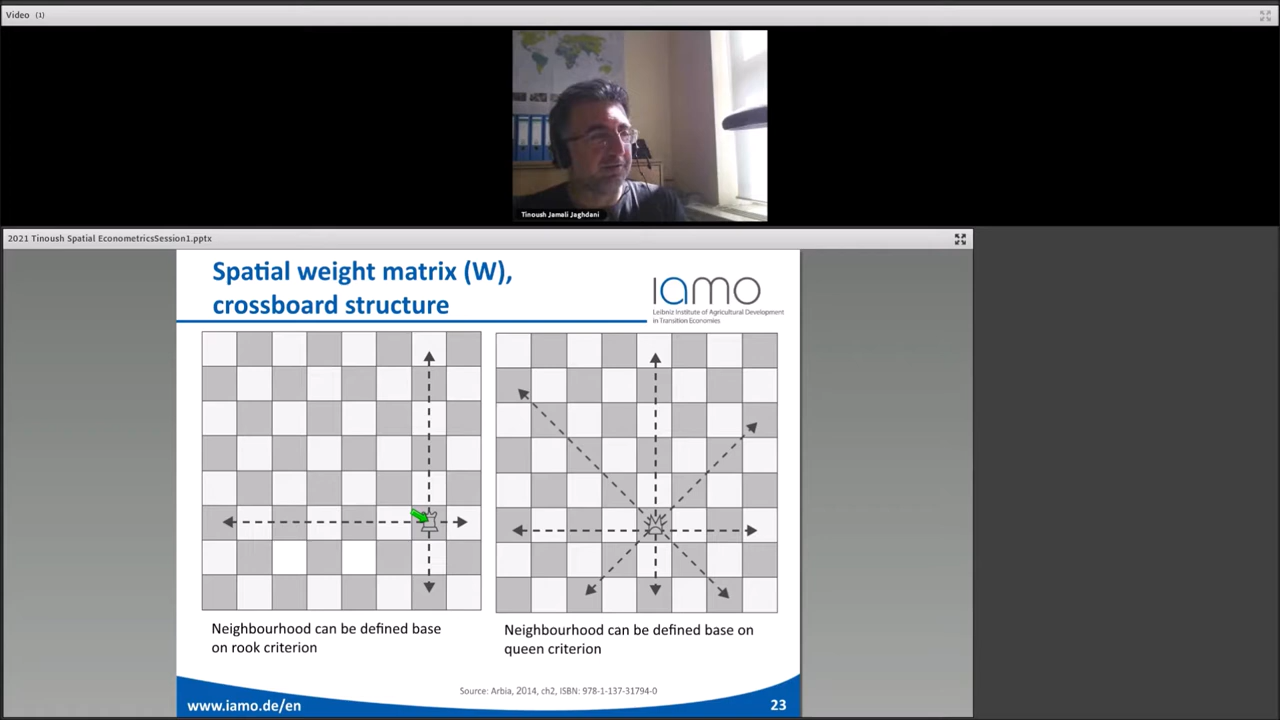 Video (1)
Tinoush Jamali Jaghdani
2021 Tinoush Spatial EconometricsSession1.pptx
Spatial weight matrix (W),
crossboard structure
iamo
Leibniz Institute of Agricultural Development
in Transition Economies
Neighbourhood can be defined base
on rook criterion
Neighbourhood can be defined base on
queen criterion
Source: Arbia, 2014, ch2, ISBN: 978-1-137-31794-0
www.iamo.de/en
23